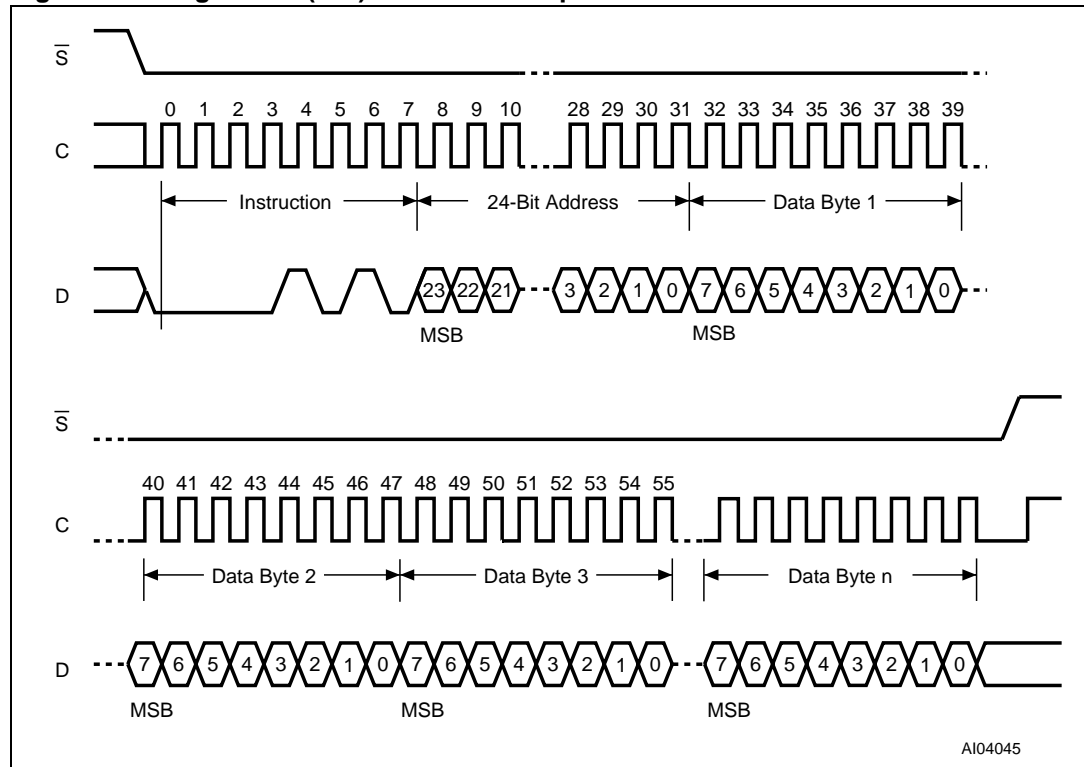 S
0 1 2 3 4 5 6 7 8 9 10 28 29 30 31 32 33 34 35 36 37 38 39
C
Instruction 24-Bit Address Data Byte 1
D 23 22 21 3 2 1 0 7 6 5 4 3 2 1 0
MSB MSB
S
40 41 42 43 44 45 46 47 48 49 50 51 52 53 54 55
C
Data Byte 2 Data Byte 3 Data Byte n
D 7 6 5 4 3 2 1 0 7 6 5 4 3 2 1 0 7 6 5 4 3 2 1 0
MSB MSB MSB
AI04045